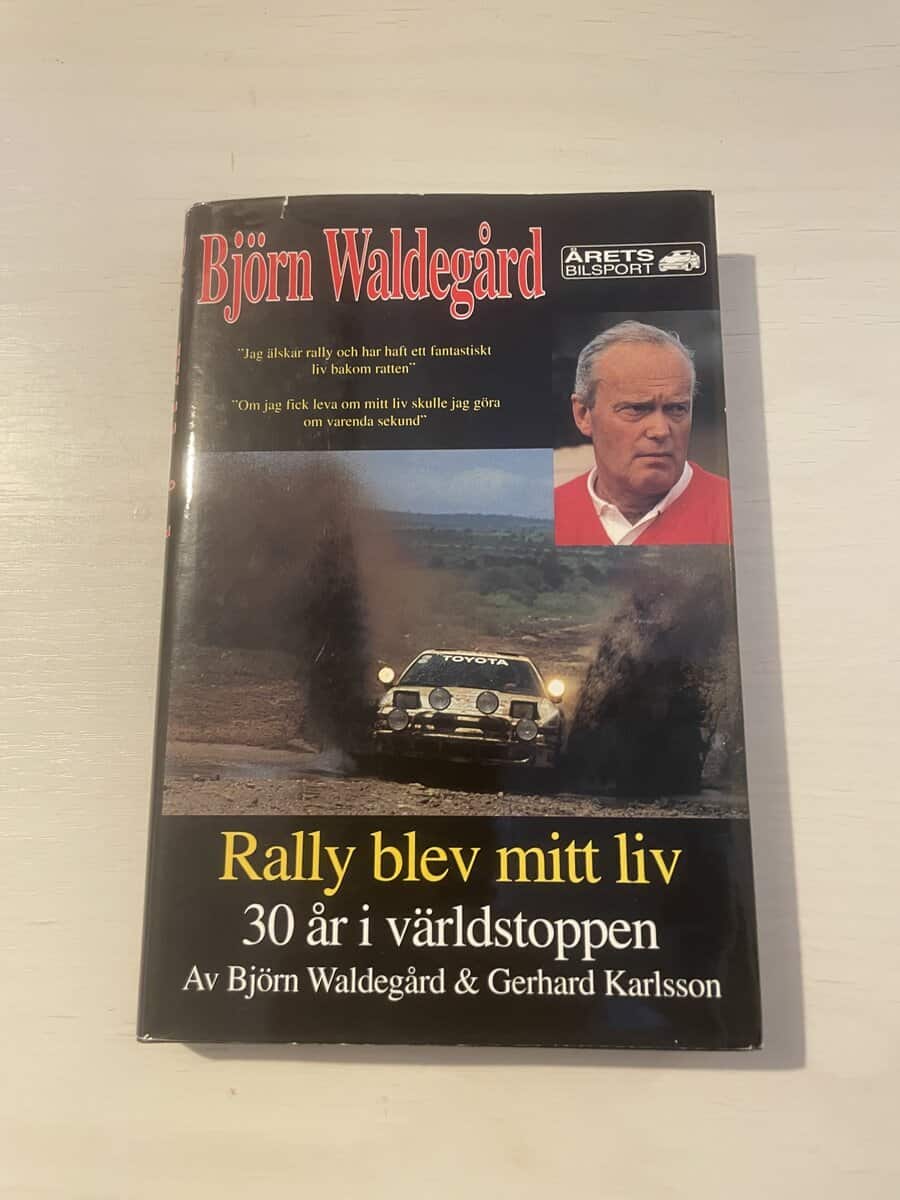 Björn Waldegård
ÅRETS
BILSPORT
"Jag älskar rally och har haft ett fantastiskt
liv bakom ratten"
"Om jag fick leva om mitt liv skulle jag göra
om varenda sekund"
TOYOTA
Rally blev mitt liv
30 år i världstoppen
Av Björn Waldegård & Gerhard Karlsson